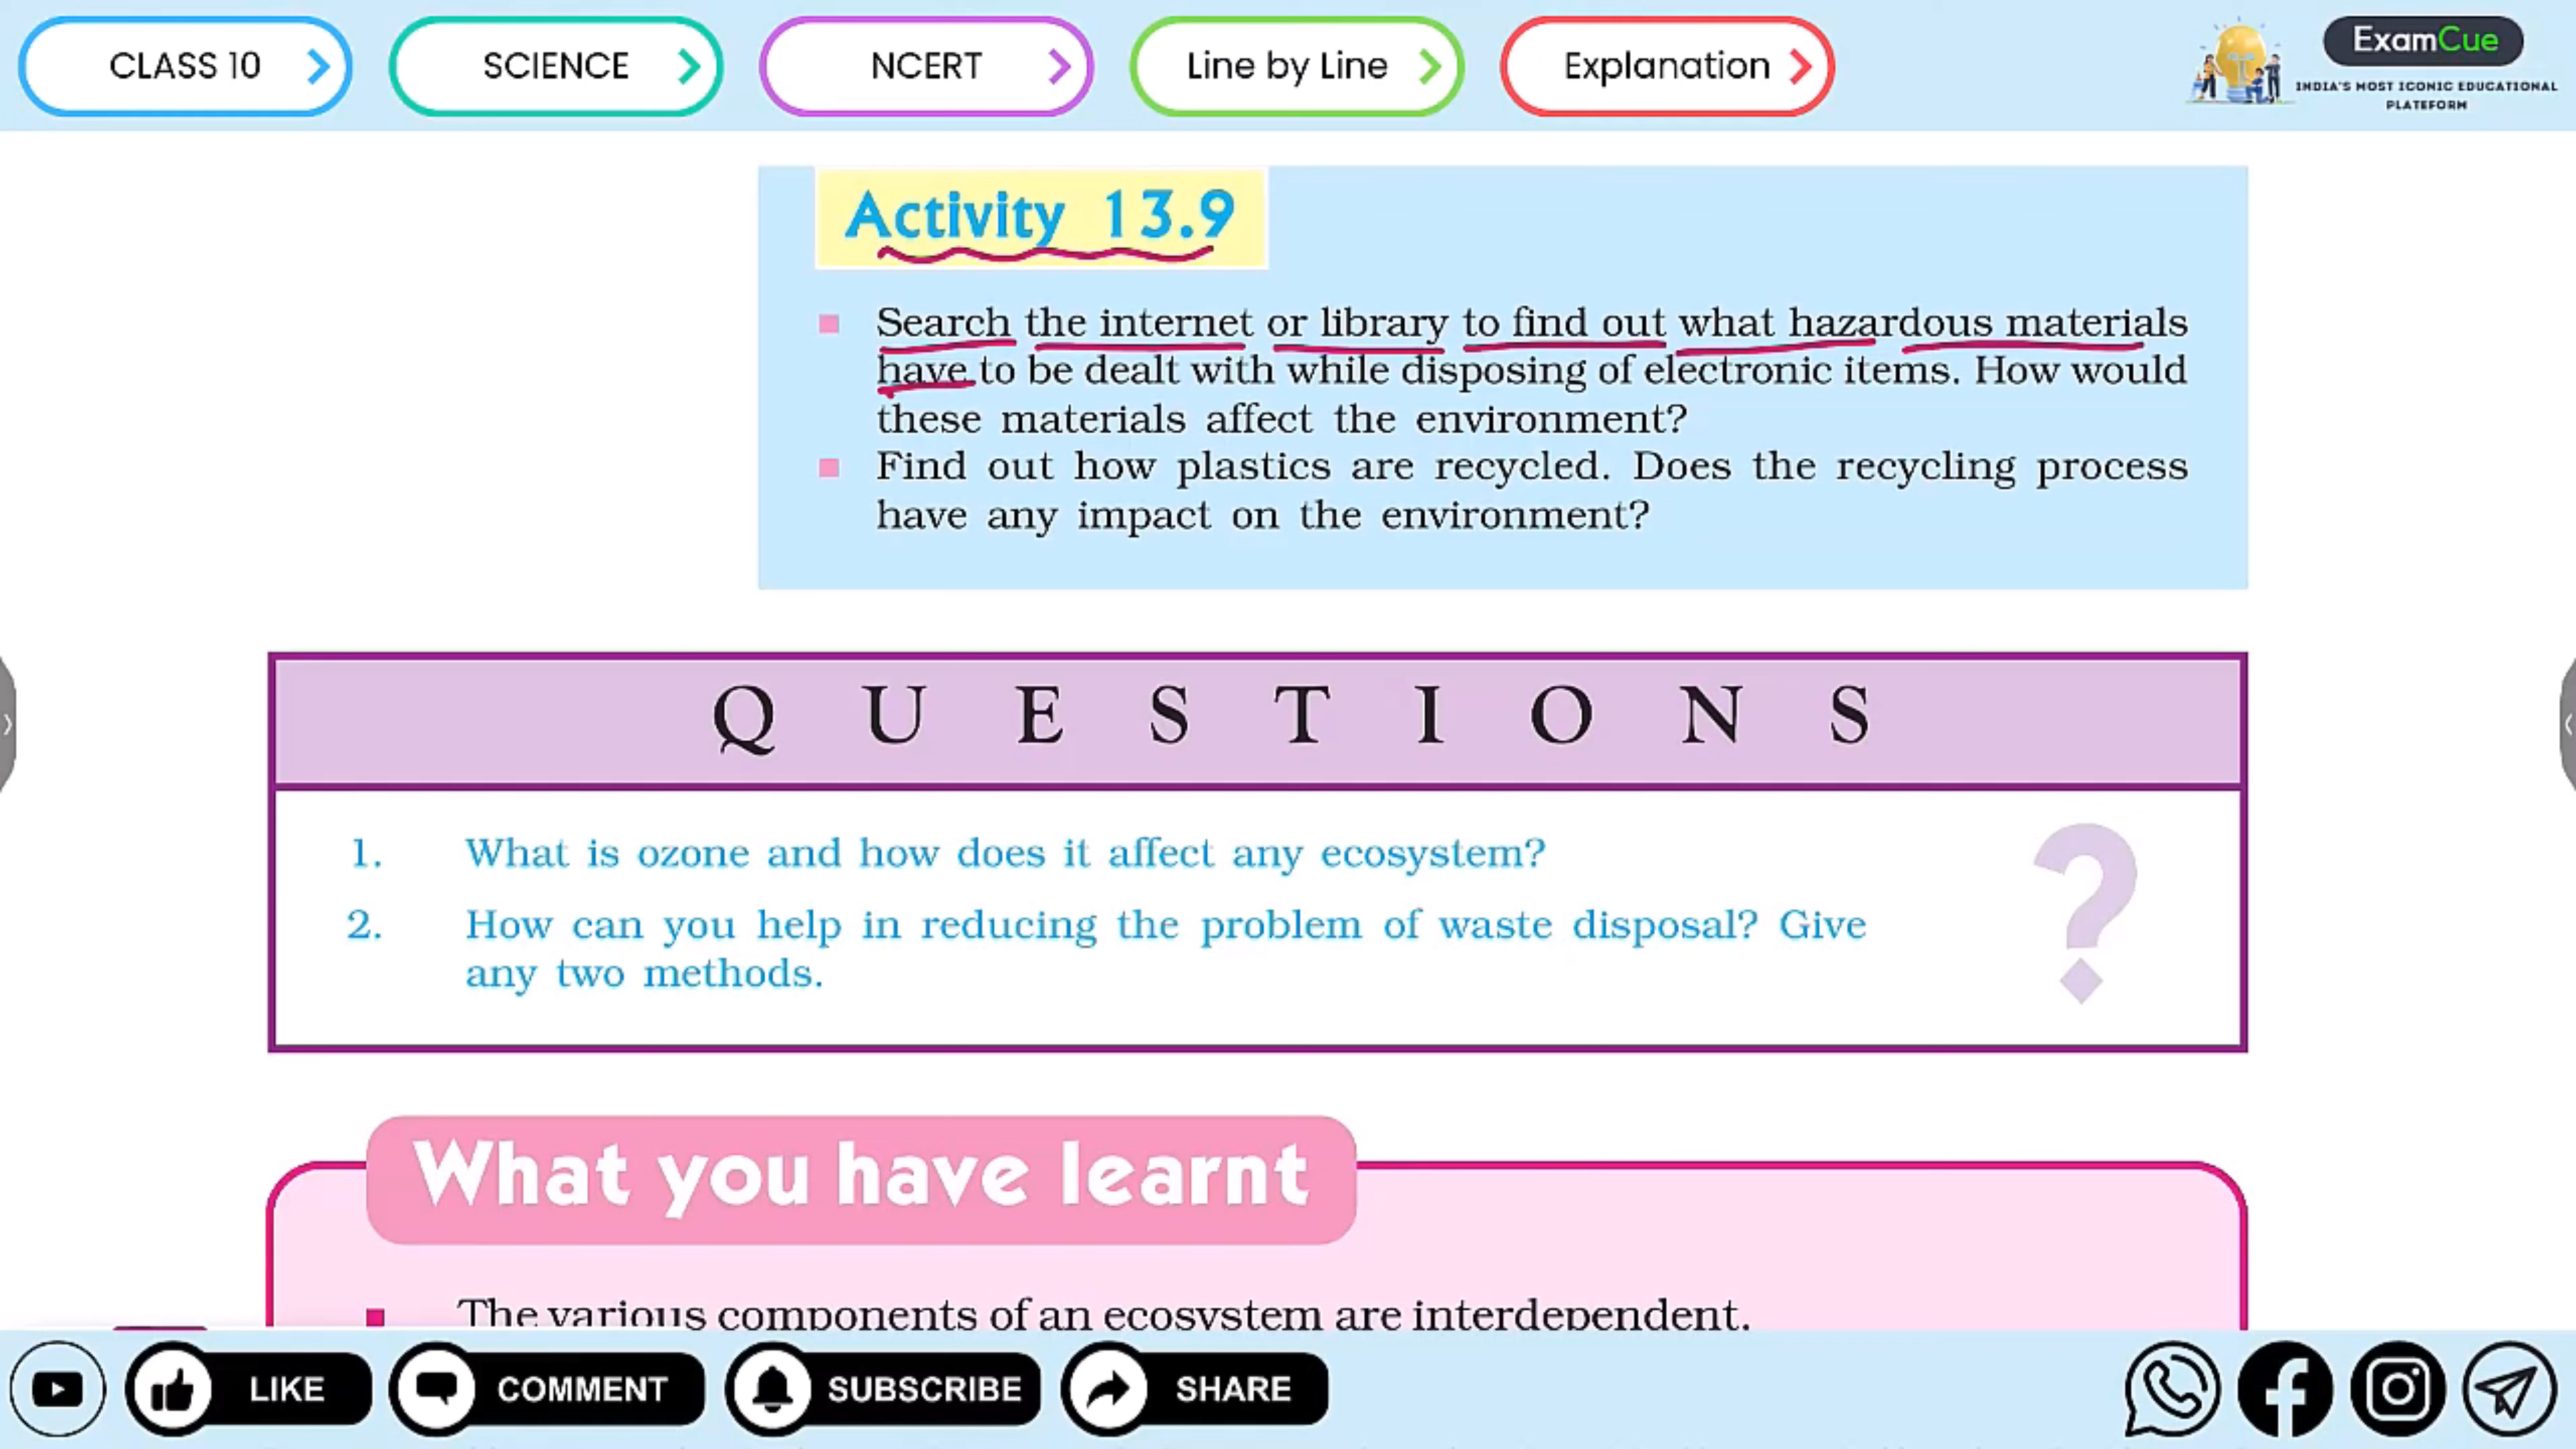 CLASS 10
SCIENCE
NCERT
Line by Line
Explanation
ExamCue
INDIA'S MOST ICONIC EDUCATIONAL
PLATEFORM
Activity 13.9
Search the internet or library to find out what hazardous materials
have to be dealt with while disposing of electronic items. How would
these materials affect the environment?
Find out how plastics are recycled. Does the recycling process
have any impact on the environment?
QUESTIONS
1. What is ozone and how does it affect any ecosystem?
2. How can you help in reducing the problem of waste disposal? Give
any two methods.
What you have learnt
The various components of an ecosystem are interdependent.
LIKE
COMMENT
SUBSCRIBE
SHARE